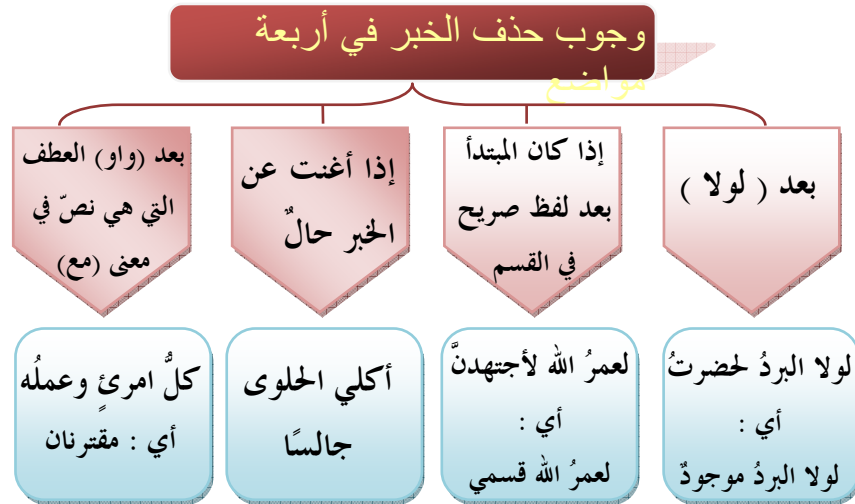 وجوب حذف الخبر في أربعة
مواضع
بعد ( لولا )
إذا كان المبتدأ
بعد لفظ صريح
في القسم
إذا أغنت عن
الخبر حالٌ
بعد (واو) العطف
التي هي نصّ في
معنى (مع)
لولا البردُ لحضرتُ
أي :
لولا البردُ موجودٌ
لعمرُ الله لأجتهدنَّ
أي :
لعمرُ الله قسمي
أكلي الحلوى
جالسًا
كلُّ امرئٍ وعملُه
أي : مقترنان